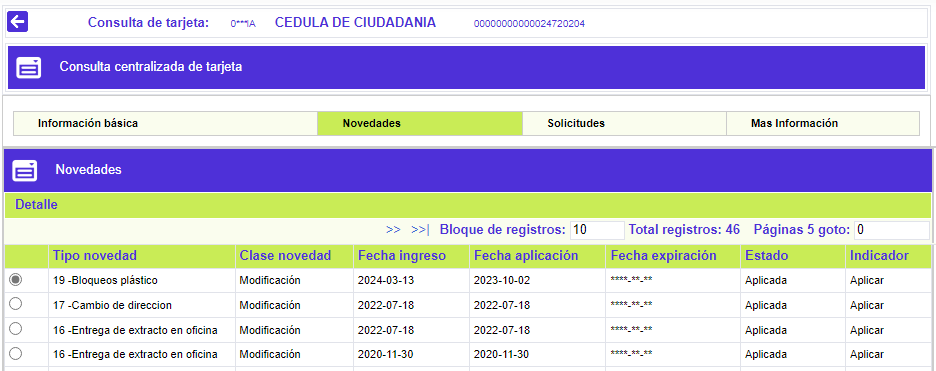 Consulta de tarjeta: 0***IA CEDULA DE CIUDADANIA 00000000000024720204
Consulta centralizada de tarjeta
Información básica Novedades Solicitudes Mas Información
Novedades
Detalle
>> >>| Bloque de registros: 10 Total registros: 46 Páginas 5 goto: 0
Tipo novedad Clase novedad Fecha ingreso Fecha aplicación Fecha expiración Estado Indicador
19 -Bloqueos plástico Modificación 2024-03-13 2023-10-02 ****-**-** Aplicada Aplicar
17 -Cambio de direccion Modificación 2022-07-18 2022-07-18 ****-**-** Aplicada Aplicar
16 -Entrega de extracto en oficina Modificación 2022-07-18 2022-07-18 ****-**-** Aplicada Aplicar
16 -Entrega de extracto en oficina Modificación 2020-11-30 2020-11-30 ****-**-** Aplicada Aplicar